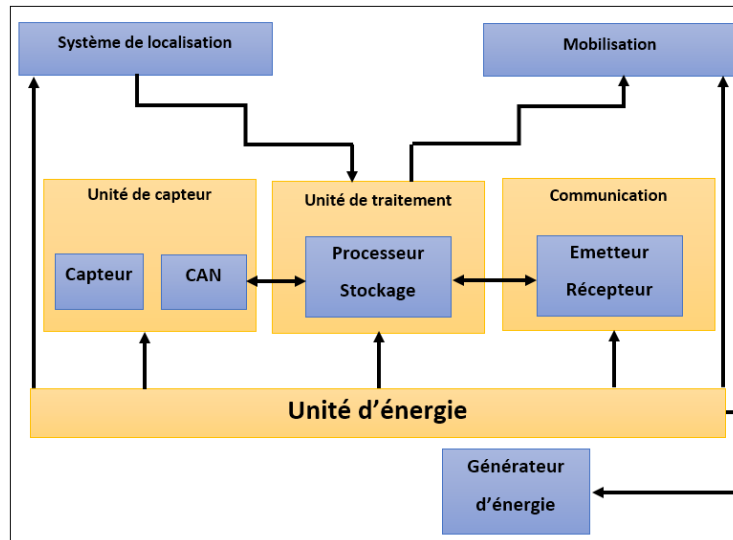 Système de localisation
Mobilisation
Unité de capteur
Unité de traitement
Communication
Capteur
CAN
Processeur
Stockage
Emetteur
Récepteur
Unité d’énergie
Générateur
d’énergie